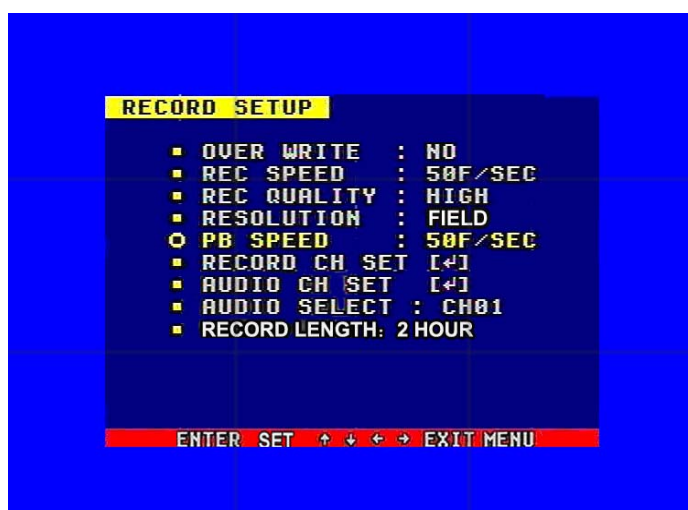 RECORD SETUP
OVER WRITE : NO
REC SPEED : 50F/SEC
REC QUALITY : HIGH
RESOLUTION : FIELD
PB SPEED : 50F/SEC
RECORD CH SET [↵]
AUDIO CH SET [↵]
AUDIO SELECT : CH01
RECORD LENGTH: 2 HOUR
ENTER SET ↑ ↓ ← → EXIT MENU